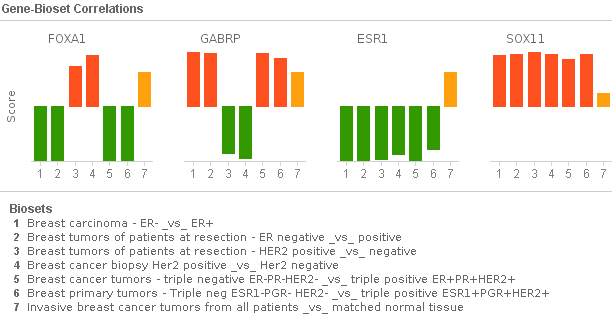 Gene-Bioset Correlations
FOXA1 GABRP ESR1 SOX11
Score
1 2 3 4 5 6 7 1 2 3 4 5 6 7 1 2 3 4 5 6 7 1 2 3 4 5 6 7
Biosets
1 Breast carcinoma - ER- _vs_ ER+
2 Breast tumors of patients at resection - ER negative _vs_ positive
3 Breast tumors of patients at resection - HER2 positive _vs_ negative
4 Breast cancer biopsy Her2 positive _vs_ Her2 negative
5 Breast cancer tumors - triple negative ER-PR-HER2- _vs_ triple positive ER+PR+HER2+
6 Breast primary tumors - Triple neg ESR1-PGR- HER2- _vs_ triple positive ESR1+PGR+HER2+
7 Invasive breast cancer tumors from all patients _vs_ matched normal tissue